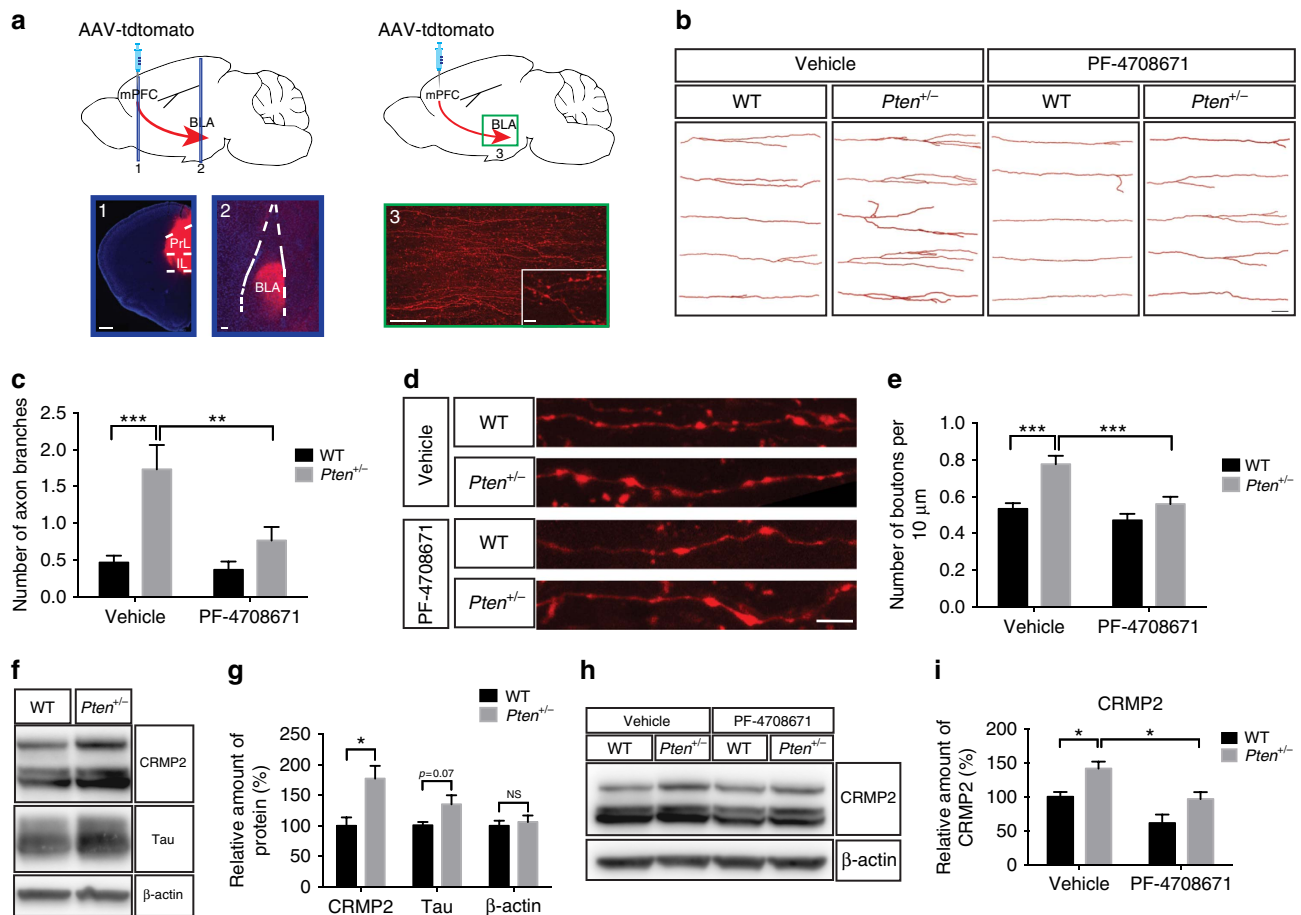 a
AAV-tdtomato
mPFC
BLA
1
2
AAV-tdtomato
mPFC
BLA
3
1
PrL
IL
2
BLA
3
b
Vehicle
PF-4708671
WT
Pten+/–
WT
Pten+/–
c
Number of axon branches
2.5
2.0
1.5
1.0
0.5
0.0
***
**
Vehicle
PF-4708671
WT
Pten+/–
d
Vehicle
WT
Pten+/–
PF-4708671
WT
Pten+/–
e
Number of boutons per
10 μm
1.0
0.8
0.6
0.4
0.2
0.0
***
***
Vehicle
PF-4708671
WT
Pten+/–
f
WT
Pten+/–
CRMP2
Tau
β-actin
g
WT
Pten+/–
Relative amount of
protein (%)
250
200
150
100
50
0
*
p=0.07
NS
CRMP2
Tau
β-actin
h
Vehicle
PF-4708671
WT
Pten+/–
WT
Pten+/–
CRMP2
β-actin
i
CRMP2
Relative amount of
CRMP2 (%)
200
150
100
50
0
*
*
Vehicle
PF-4708671
WT
Pten+/–